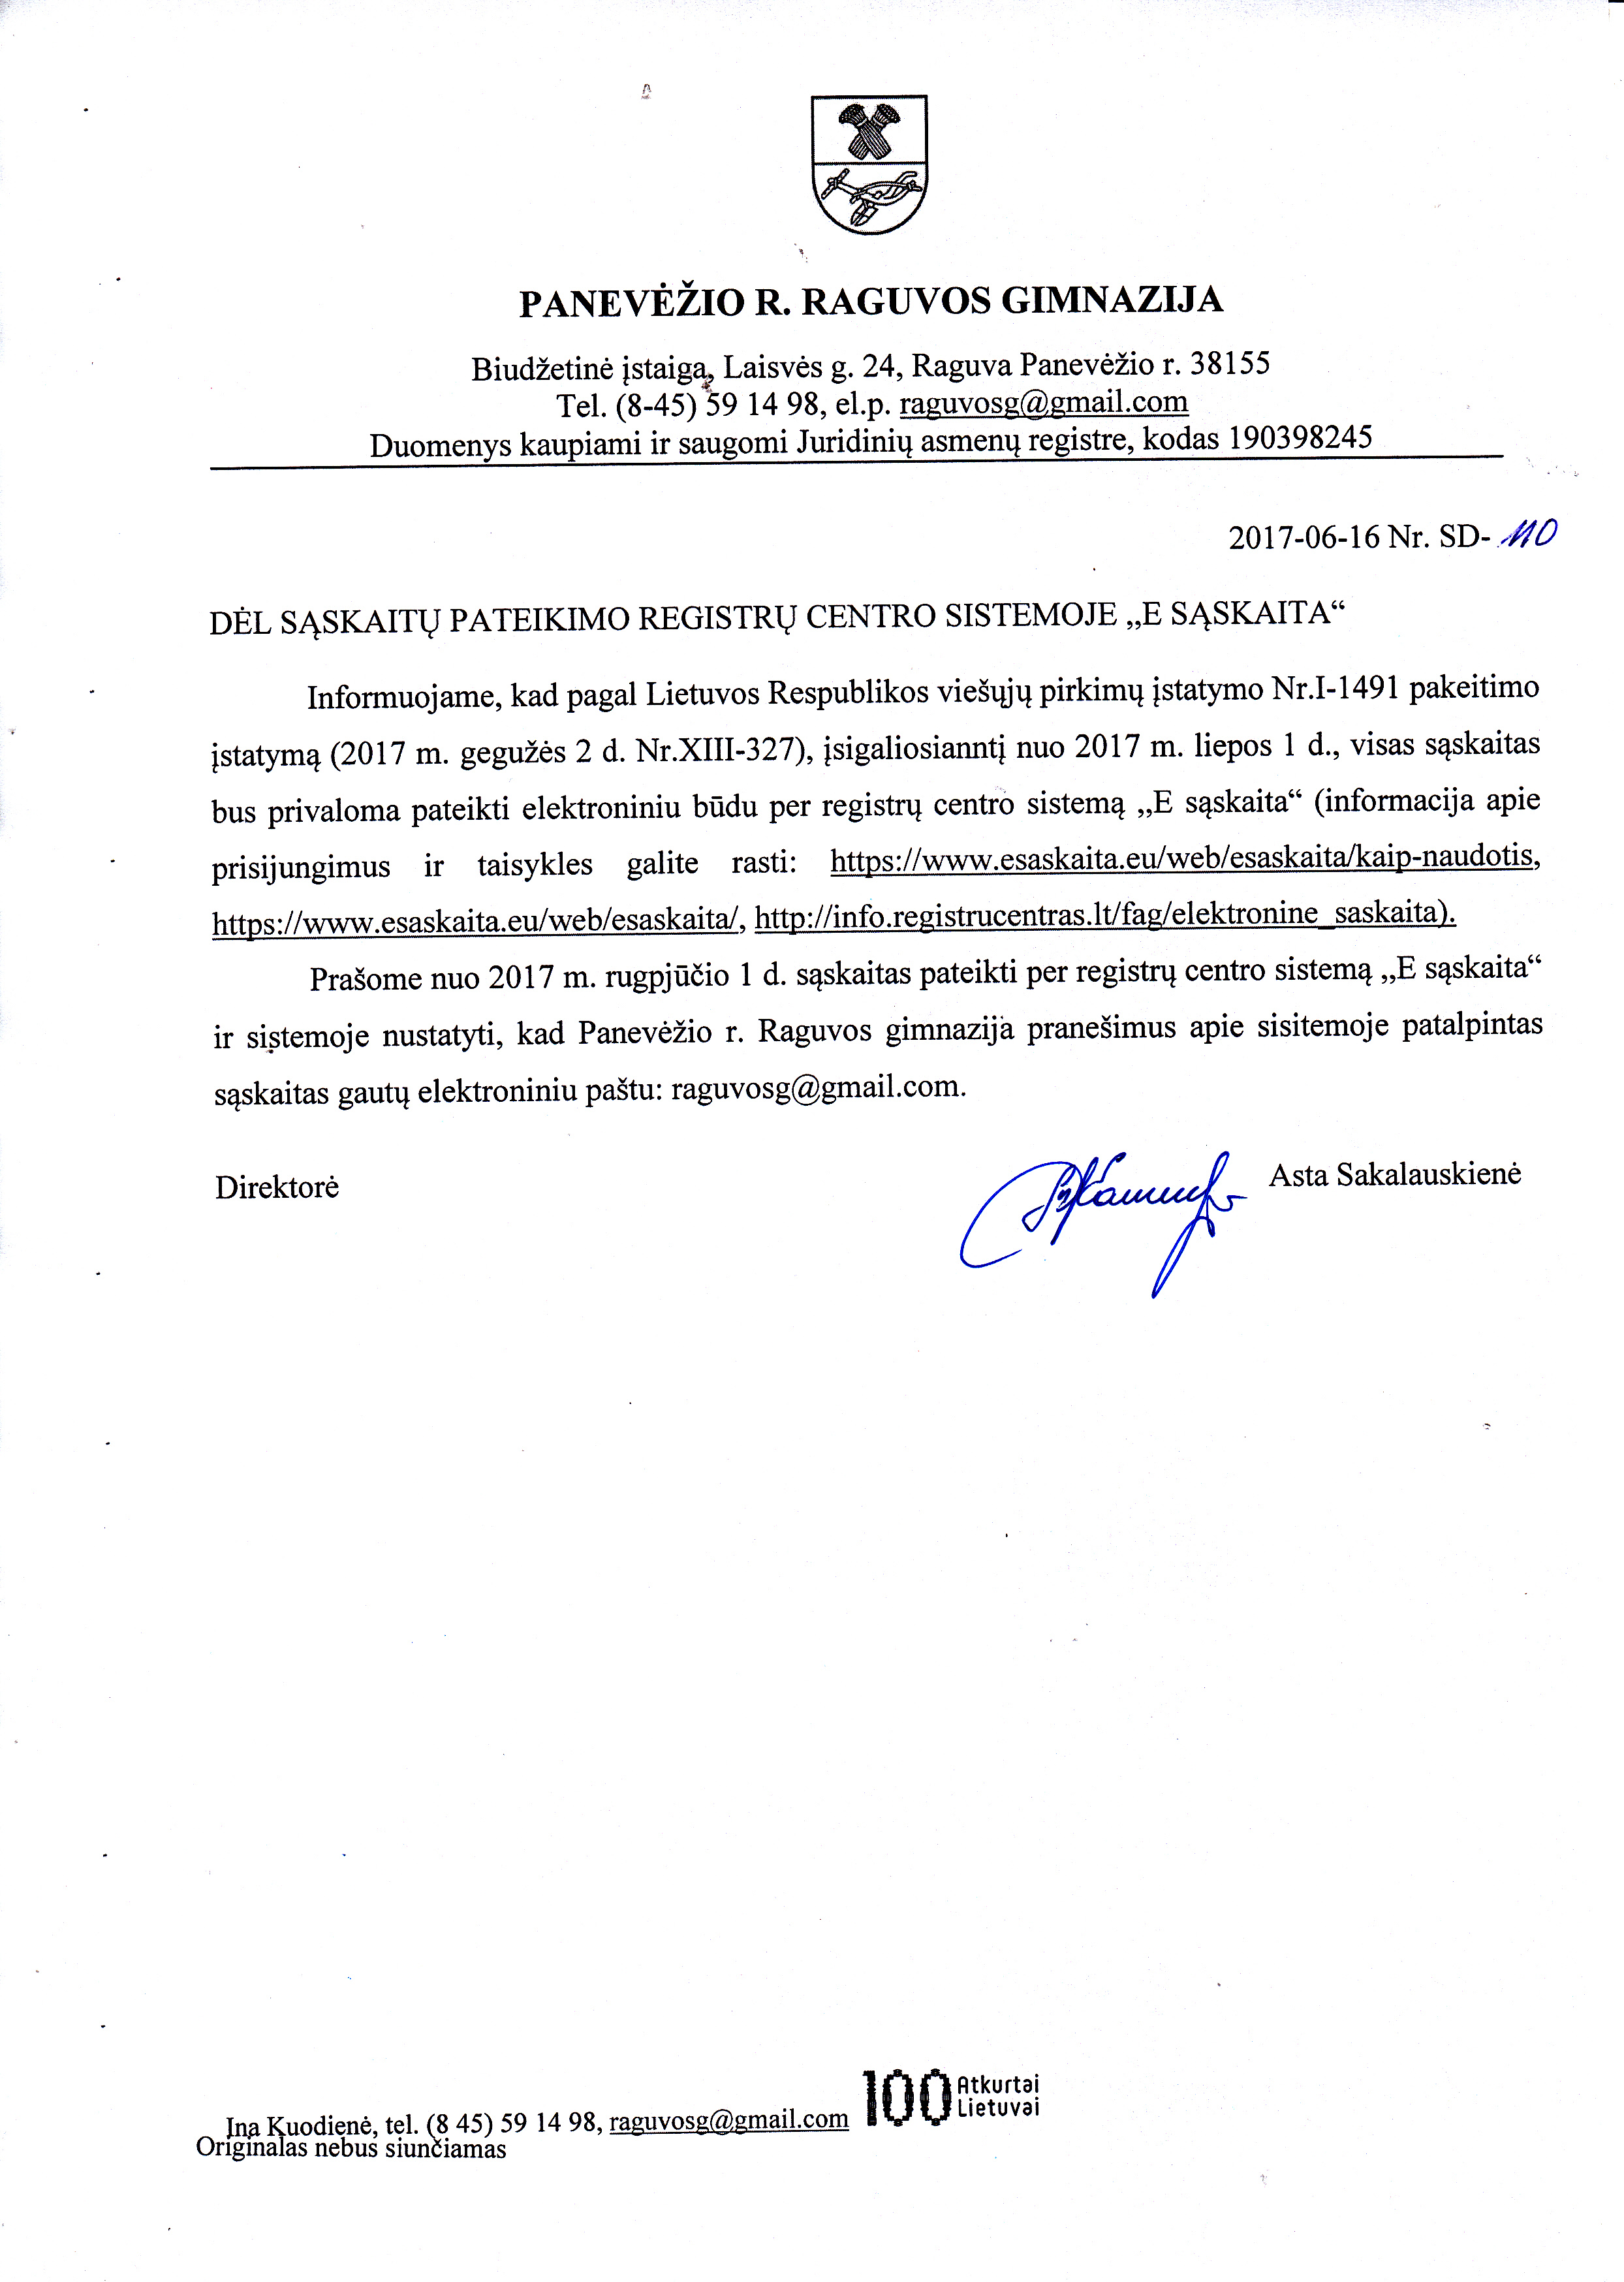 PANEVĖŽIO R. RAGUVOS GIMNAZIJA
Biudžetinė įstaiga, Laisvės g. 24, Raguva Panevėžio r. 38155
Tel. (8-45) 59 14 98, el.p. raguvosg@gmail.com
Duomenys kaupiami ir saugomi Juridinių asmenų registre, kodas 190398245
2017-06-16 Nr. SD- 110
DĖL SĄSKAITŲ PATEIKIMO REGISTRŲ CENTRO SISTEMOJE „E SĄSKAITA“
Informuojame, kad pagal Lietuvos Respublikos viešųjų pirkimų įstatymo Nr.I-1491 pakeitimo
įstatymą (2017 m. gegužės 2 d. Nr.XIII-327), įsigaliosianntį nuo 2017 m. liepos 1 d., visas sąskaitas
bus privaloma pateikti elektroniniu būdu per registrų centro sistemą „E sąskaita“ (informacija apie
prisijungimus ir taisykles galite rasti: https://www.esaskaita.eu/web/esaskaita/kaip-naudotis,
https://www.esaskaita.eu/web/esaskaita/, http://info.registrucentras.lt/fag/elektronine_saskaita).
Prašome nuo 2017 m. rugpjūčio 1 d. sąskaitas pateikti per registrų centro sistemą „E sąskaita“
ir sistemoje nustatyti, kad Panevėžio r. Raguvos gimnazija pranešimus apie sisitemoje patalpintas
sąskaitas gautų elektroniniu paštu: raguvosg@gmail.com.
Direktorė Asta Sakalauskienė
100 Atkurtai
Lietuvai
Ina Kuodienė, tel. (8 45) 59 14 98, raguvosg@gmail.com
Originalas nebus siunčiamas